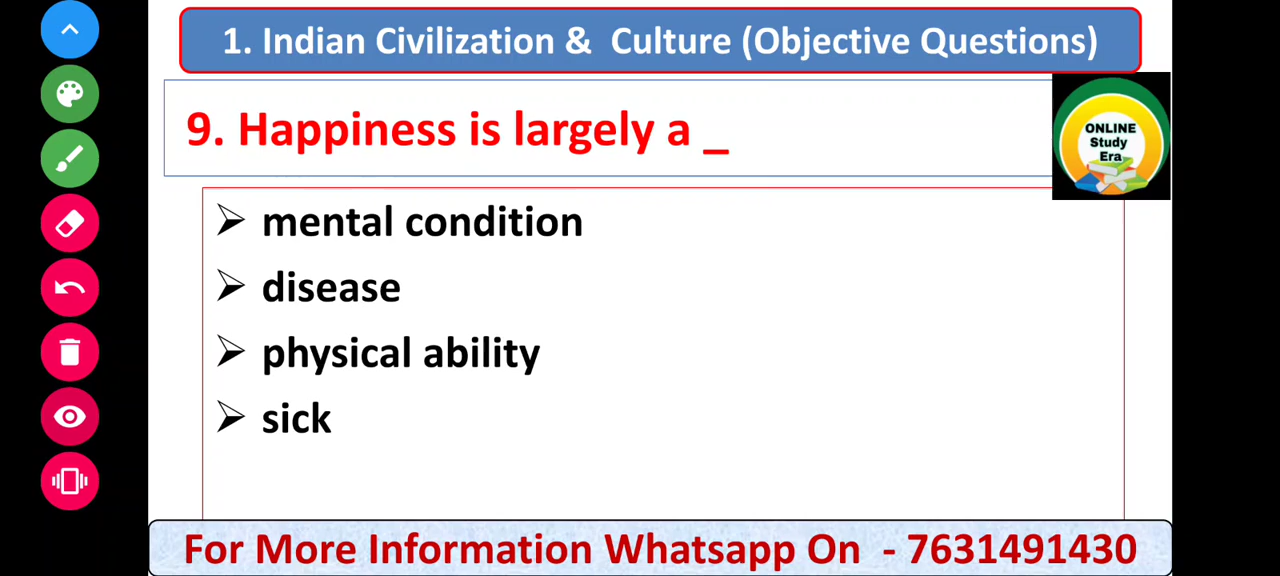 1. Indian Civilization & Culture (Objective Questions)
9. Happiness is largely a _
ONLINE
Study
Era
mental condition
disease
physical ability
sick
For More Information Whatsapp On - 7631491430